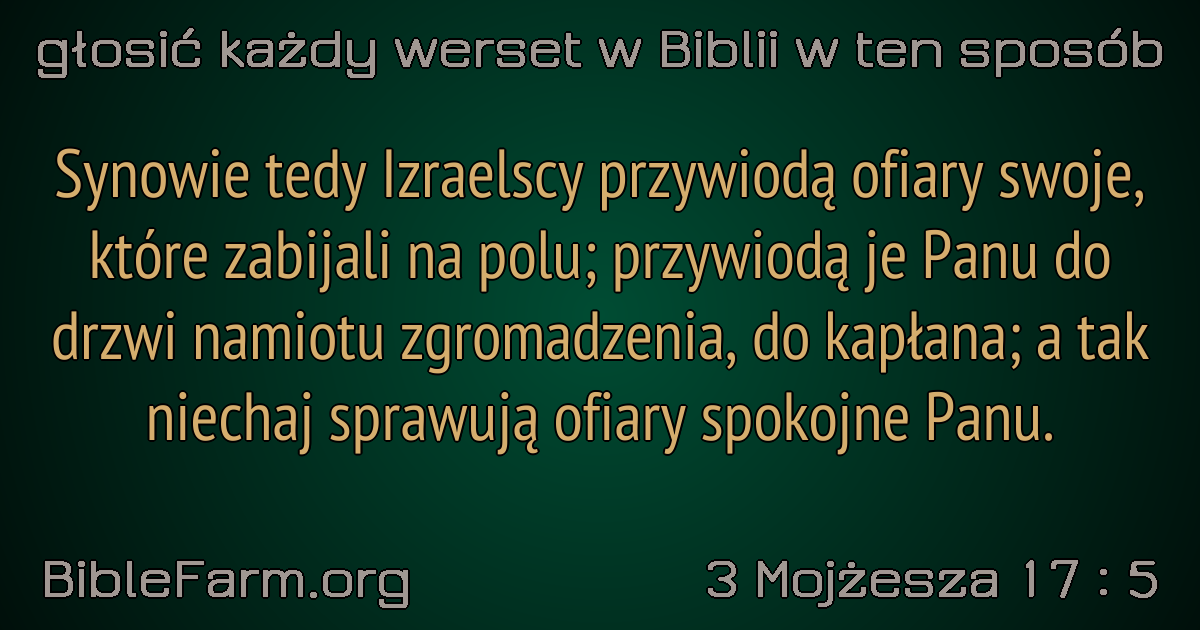 głosić każdy werset w Biblii w ten sposób
Synowie tedy Izraelscy przywiodą ofiary swoje,
które zabijali na polu; przywiodą je Panu do
drzwi namiotu zgromadzenia, do kapłana; a tak
niechaj sprawują ofiary spokojne Panu.
BibleFarm.org
3 Mojżesza 17 : 5